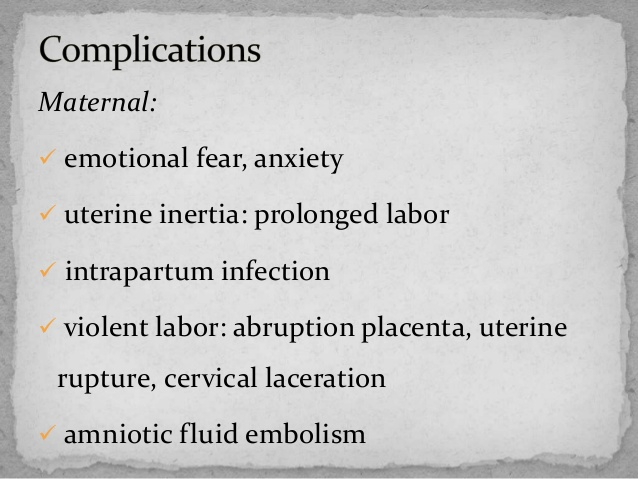 Complications
Maternal:
✓ emotional fear, anxiety
✓ uterine inertia: prolonged labor
✓ intrapartum infection
✓ violent labor: abruption placenta, uterine
rupture, cervical laceration
✓ amniotic fluid embolism